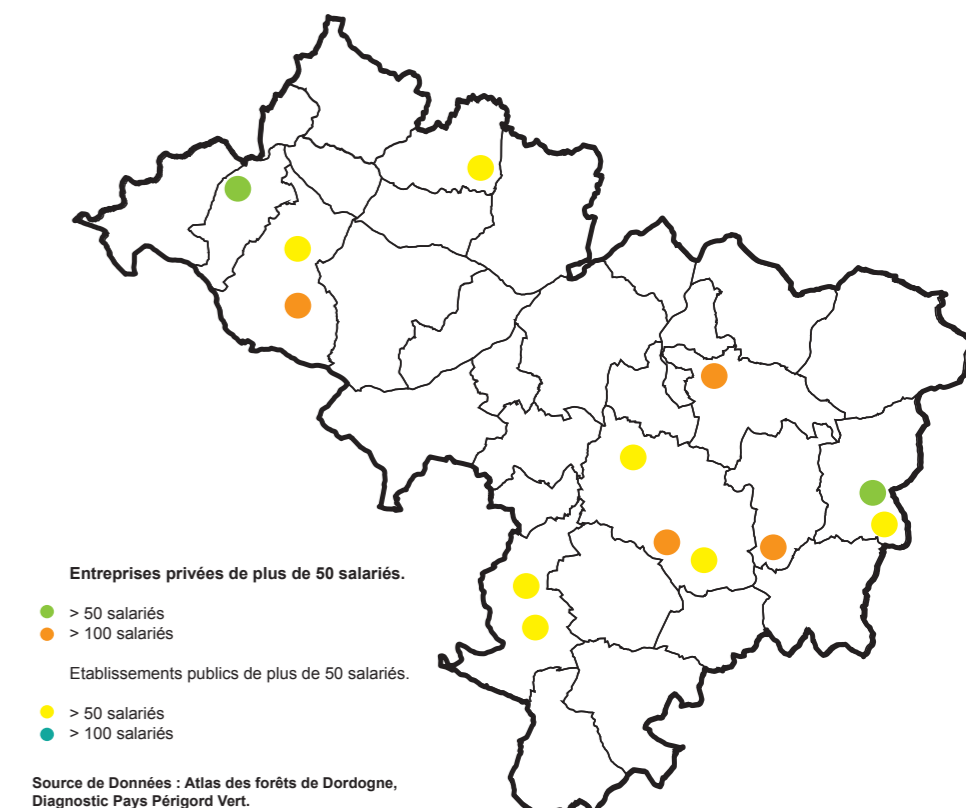 Entreprises privées de plus de 50 salariés.
> 50 salariés
> 100 salariés
Etablissements publics de plus de 50 salariés.
> 50 salariés
> 100 salariés
Source de Données : Atlas des forêts de Dordogne,
Diagnostic Pays Périgord Vert.